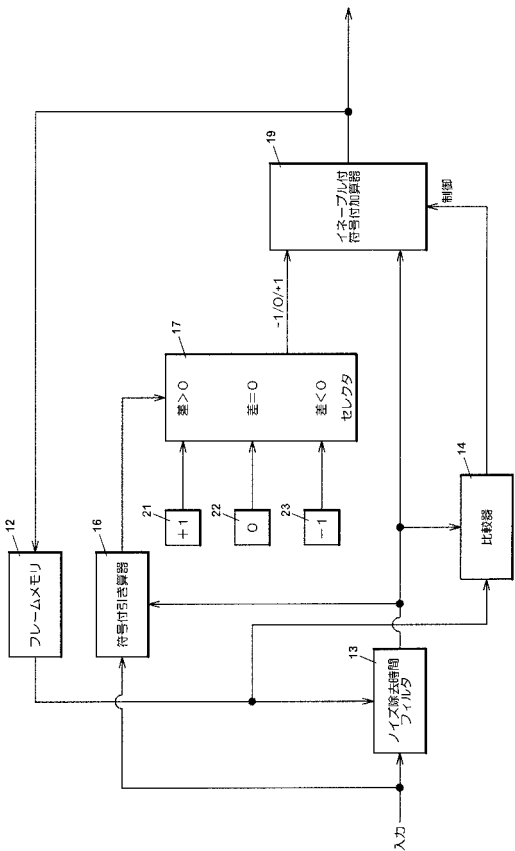 12
フレームメモリ
16
符号付引き算器
21
+1
22
0
23
-1
17
差>0
差=0
差<0
セレクタ
-1/0/+1
19
イネーブル付
符号付加算器
制御
入力
13
ノイズ除去時間
フィルタ
14
比較器